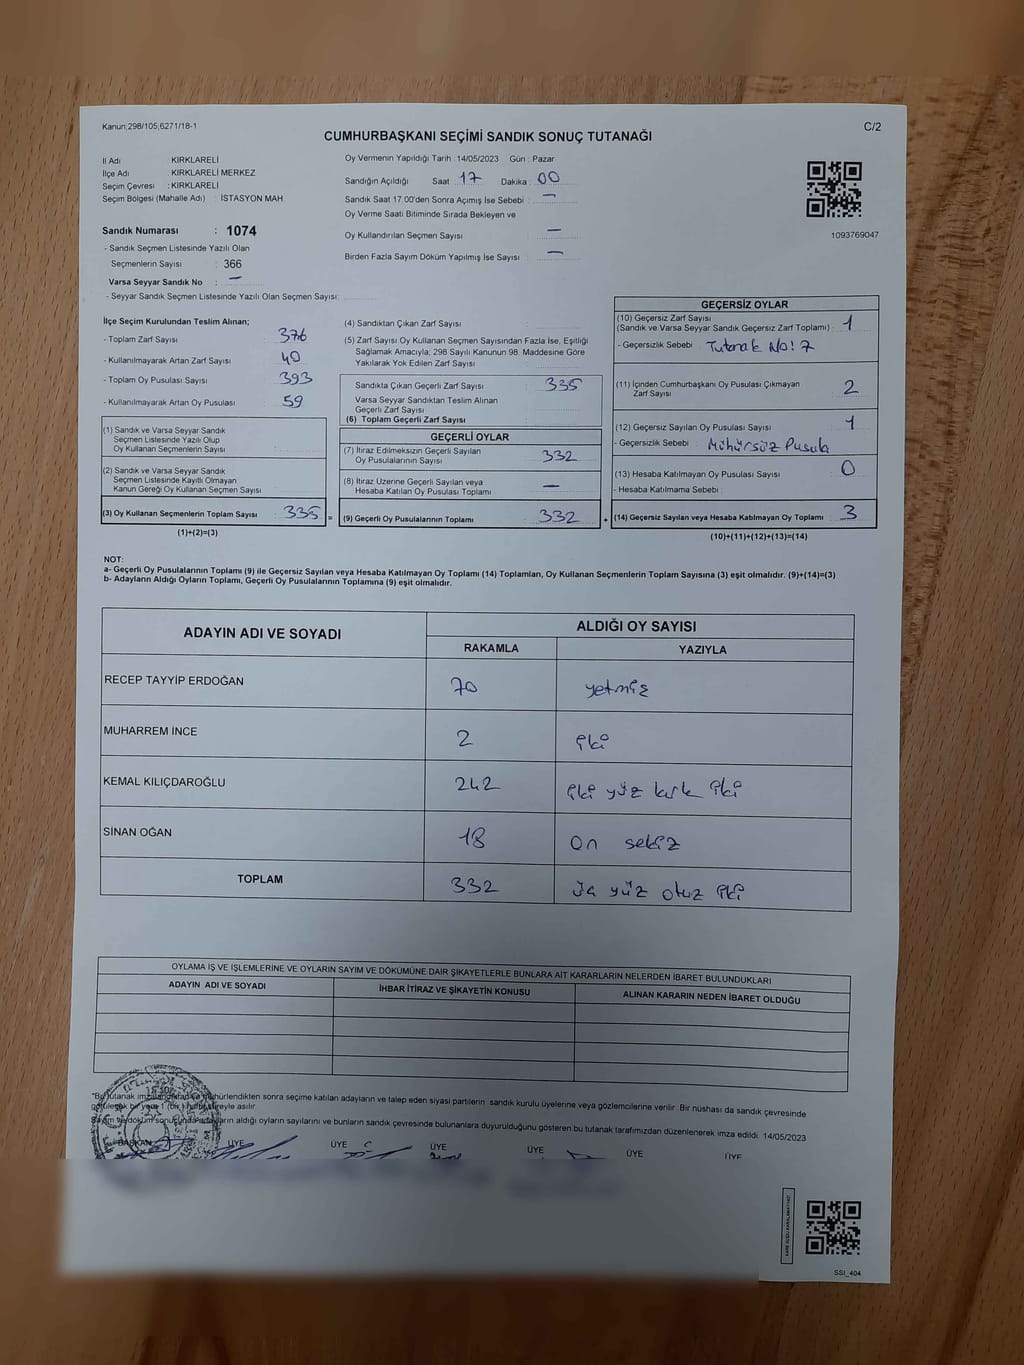 Kanun;298/105;6271/18-1
C/2
CUMHURBAŞKANI SEÇİMİ SANDIK SONUÇ TUTANAĞI
İl Adı KIRKLARELİ
İlçe Adı KIRKLARELİ MERKEZ
Seçim Çevresi : KIRKLARELİ
Seçim Bölgesi (Mahalle Adı) : İSTASYON MAH
Sandık Numarası : 1074
- Sandık Seçmen Listesinde Yazılı Olan
Seçmenlerin Sayısı : 366
Varsa Seyyar Sandık No : —
- Seyyar Sandık Seçmen Listesinde Yazılı Olan Seçmen Sayısı:
Oy Vermenin Yapıldığı Tarih : 14/05/2023 Gün : Pazar
Sandığın Açıldığı Saat 17 Dakika 00
Sandık Saat 17.00'den Sonra Açımış İse Sebebi : —
Oy Verme Saati Bitiminde Sırada Bekleyen ve
Oy Kullandırılan Seçmen Sayısı —
Birden Fazla Sayım Döküm Yapılmış İse Sayısı : —
1093769047
İlçe Seçim Kurulundan Teslim Alınan;
- Toplam Zarf Sayısı 376
- Kullanılmayarak Artan Zarf Sayısı 40
- Toplam Oy Pusulası Sayısı 393
- Kullanılmayarak Artan Oy Pusulası 59
(1) Sandık ve Varsa Seyyar Sandık
Seçmen Listesinde Yazılı Olup
Oy Kullanan Seçmenlerin Sayısı
(2) Sandık ve Varsa Seyyar Sandık
Seçmen Listesinde Kayıtlı Olmayan
Kanun Gereği Oy Kullanan Seçmen Sayısı
(3) Oy Kullanan Seçmenlerin Toplam Sayısı 335 =
(1)+(2)=(3)
(4) Sandıktan Çıkan Zarf Sayısı :
(5) Zarf Sayısı Oy Kullanan Seçmen Sayısından Fazla İse, Eşitliği
Sağlamak Amacıyla; 298 Sayılı Kanunun 98. Maddesine Göre
Yakılarak Yok Edilen Zarf Sayısı :
Sandıkta Çıkan Geçerli Zarf Sayısı : 335
Varsa Seyyar Sandıktan Teslim Alınan
Geçerli Zarf Sayısı
(6) Toplam Geçerli Zarf Sayısı
GEÇERLİ OYLAR
(7) İtiraz Edilmeksizin Geçerli Sayılan
Oy Pusulalarının Sayısı : 332
(8) İtiraz Üzerine Geçerli Sayılan veya
Hesaba Katılan Oy Pusulası Toplamı : —
(9) Geçerli Oy Pusulalarının Toplamı : 332 +
GEÇERSİZ OYLAR
(10) Geçersiz Zarf Sayısı
(Sandık ve Varsa Seyyar Sandık Geçersiz Zarf Toplamı) : 1
- Geçersizlik Sebebi : Tutanak No: 7
(11) İçinden Cumhurbaşkanı Oy Pusulası Çıkmayan
Zarf Sayısı : 2
(12) Geçersiz Sayılan Oy Pusulası Sayısı : 1
- Geçersizlik Sebebi : Mühürsüz Pusula
(13) Hesaba Katılmayan Oy Pusulası Sayısı : 0
- Hesaba Katılmama Sebebi :
(14) Geçersiz Sayılan veya Hesaba Katılmayan Oy Toplamı : 3
(10)+(11)+(12)+(13)=(14)
NOT:
a- Geçerli Oy Pusulalarının Toplamı (9) ile Geçersiz Sayılan veya Hesaba Katılmayan Oy Toplamı (14) Toplamları, Oy Kullanan Seçmenlerin Toplam Sayısına (3) eşit olmalıdır. (9)+(14)=(3)
b- Adayların Aldığı Oyların Toplamı, Geçerli Oy Pusulalarının Toplamına (9) eşit olmalıdır.
ADAYIN ADI VE SOYADI ALDIĞI OY SAYISI
RAKAMLA YAZIYLA
RECEP TAYYİP ERDOĞAN 70 yetmiş
MUHARREM İNCE 2 iki
KEMAL KILIÇDAROĞLU 242 iki yüz kırk iki
SİNAN OĞAN 18 on sekiz
TOPLAM 332 üç yüz otuz iki
OYLAMA İŞ VE İŞLEMLERİNE VE OYLARIN SAYIM VE DÖKÜMÜNE DAİR ŞİKAYETLERLE BUNLARA AİT KARARLARIN NELERDEN İBARET BULUNDUKLARI
ADAYIN ADI VE SOYADI İHBAR İTİRAZ VE ŞİKAYETİN KONUSU ALINAN KARARIN NEDEN İBARET OLDUĞU
"Bu tutanak mühürlendikten sonra seçime katılan adayların ve talep eden siyasi partilerin sandık kurulu üyelerine veya gözlemcilerine verilir. Bir nüshası da sandık çevresinde
görülecek bir yere 1 (bir) süreyle asılır
aldığı oyların sayılarını ve bunların sandık çevresinde bulunanlara duyurulduğunu gösteren bu tutanak tarafımızdan düzenlenerek imza edildi. 14/05/2023
BAŞKAN ÜYE ÜYE ÜYE ÜYE ÜYE ÜYE
SSI_404